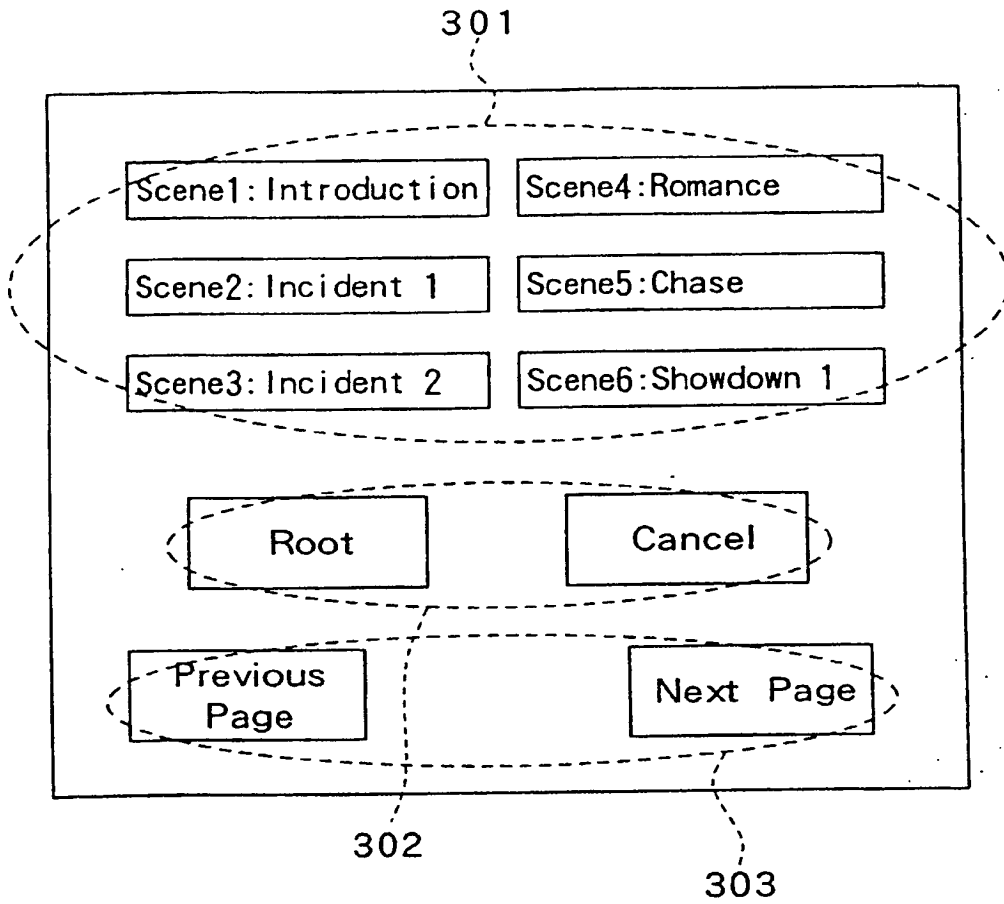 301
Scene1:Introduction
Scene4:Romance
Scene2:Incident 1
Scene5:Chase
Scene3:Incident 2
Scene6:Showdown 1
Root
Cancel
Previous
Page
Next Page
302
303